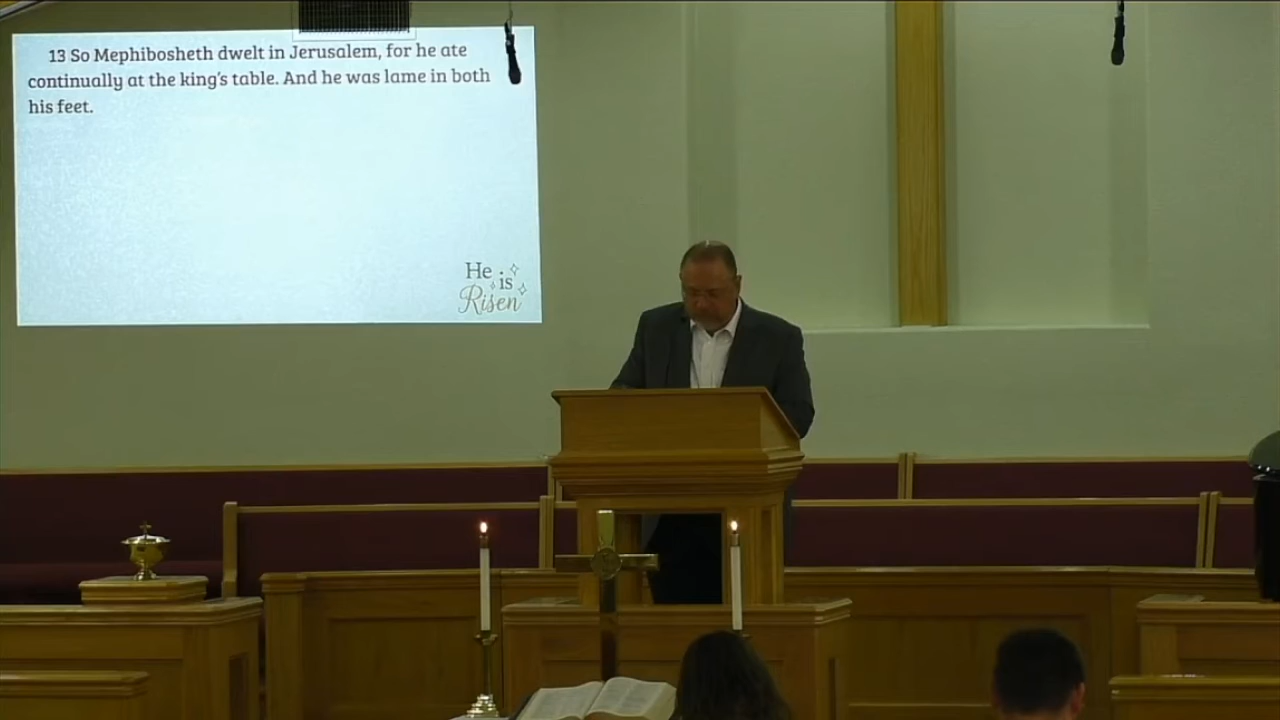 13 So Mephibosheth dwelt in Jerusalem, for he ate
continually at the king's table. And he was lame in both
his feet.
He
is
Risen